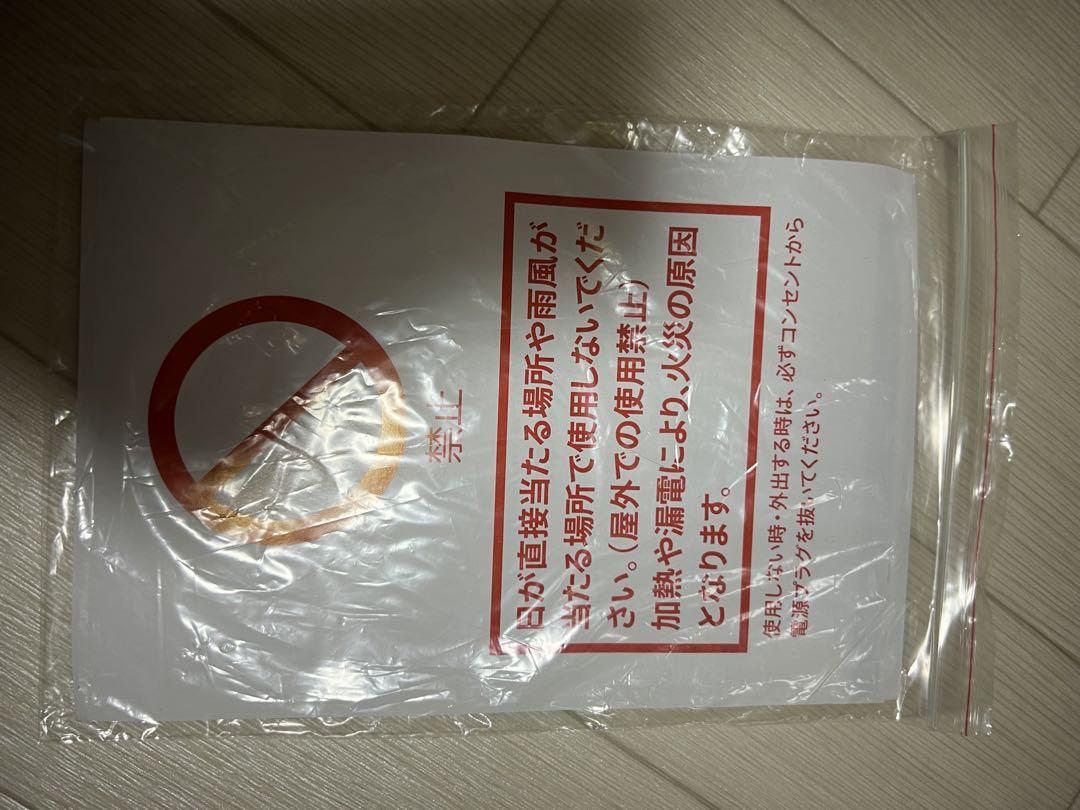 禁止
日が直接当たる場所や雨風が
当たる場所で使用しないでくだ
さい。(屋外での使用禁止)
加熱や漏電により、火災の原因
となります。
使用しない時・外出する時は、必ずコンセントから
電源プラグを抜いてください。